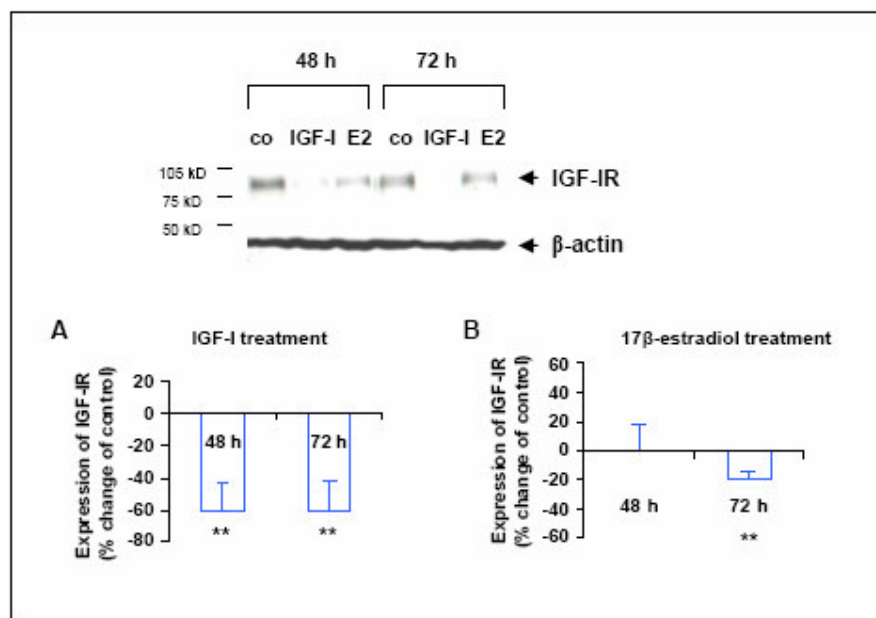 48 h 72 h
co IGF-I E2 co IGF-I E2
105 kD
IGF-IR
75 kD
50 kD
β-actin
A
IGF-I treatment
Expression of IGF-IR
(% change of control)
20
0
-20
-40
-60
-80
48 h 72 h
** **
B
17β-estradiol treatment
Expression of IGF-IR
(% change of control)
60
40
20
0
-20
-40
-60
48 h 72 h
**